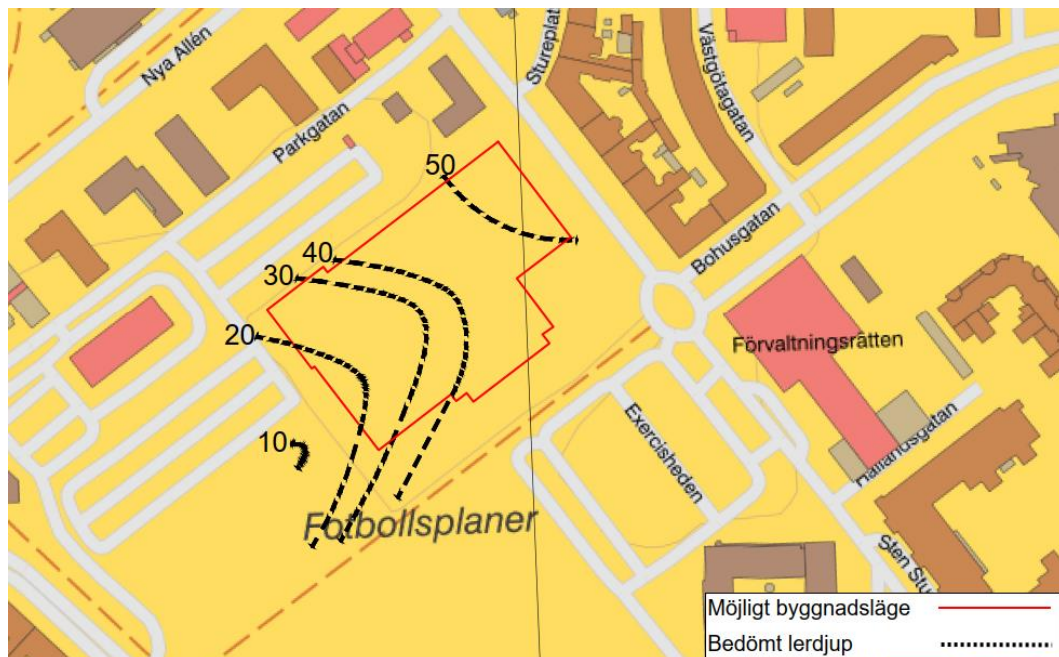 Nya Allén
Parkgatan
Stureplat
Västgötagatan
Bohusgatan
50
40
30
20
10
Förvaltningsrätten
Exercisheden
Hallandsgatan
Fotbollsplaner
Sten Stu
Möjligt byggnadsläge
Bedömt lerdjup